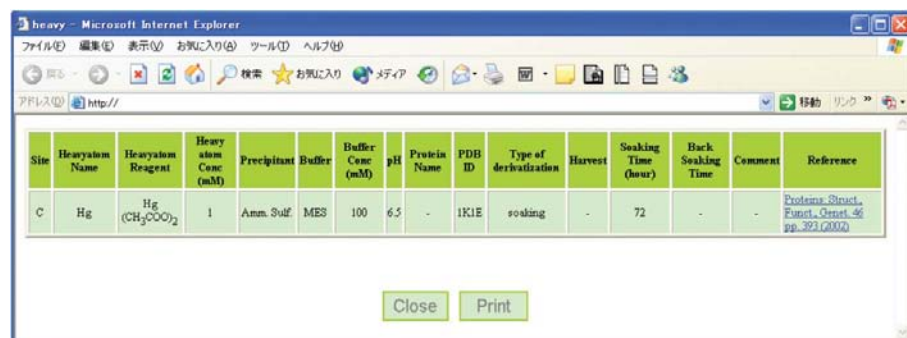 heavy - Microsoft Internet Explorer
ファイル(F) 編集(E) 表示(V) お気に入り(A) ツール(T) ヘルプ(H)
戻る 検索 お気に入り メディア
アドレス(D) http:// 移動 リンク »
Site Heavyatom Name Heavyatom Reagent Heavy atom Conc (mM) Precipitant Buffer Buffer Conc (mM) pH Protein Name PDB ID Type of derivatization Harvest Soaking Time (hour) Back Soaking Time Comment Reference
C Hg Hg (CH₃COO)₂ 1 Amm. Sulf. MES 100 6.5 - 1K1E soaking - 72 - - Proteins: Struct., Funct., Genet. 46 pp. 393 (2002)
Close Print